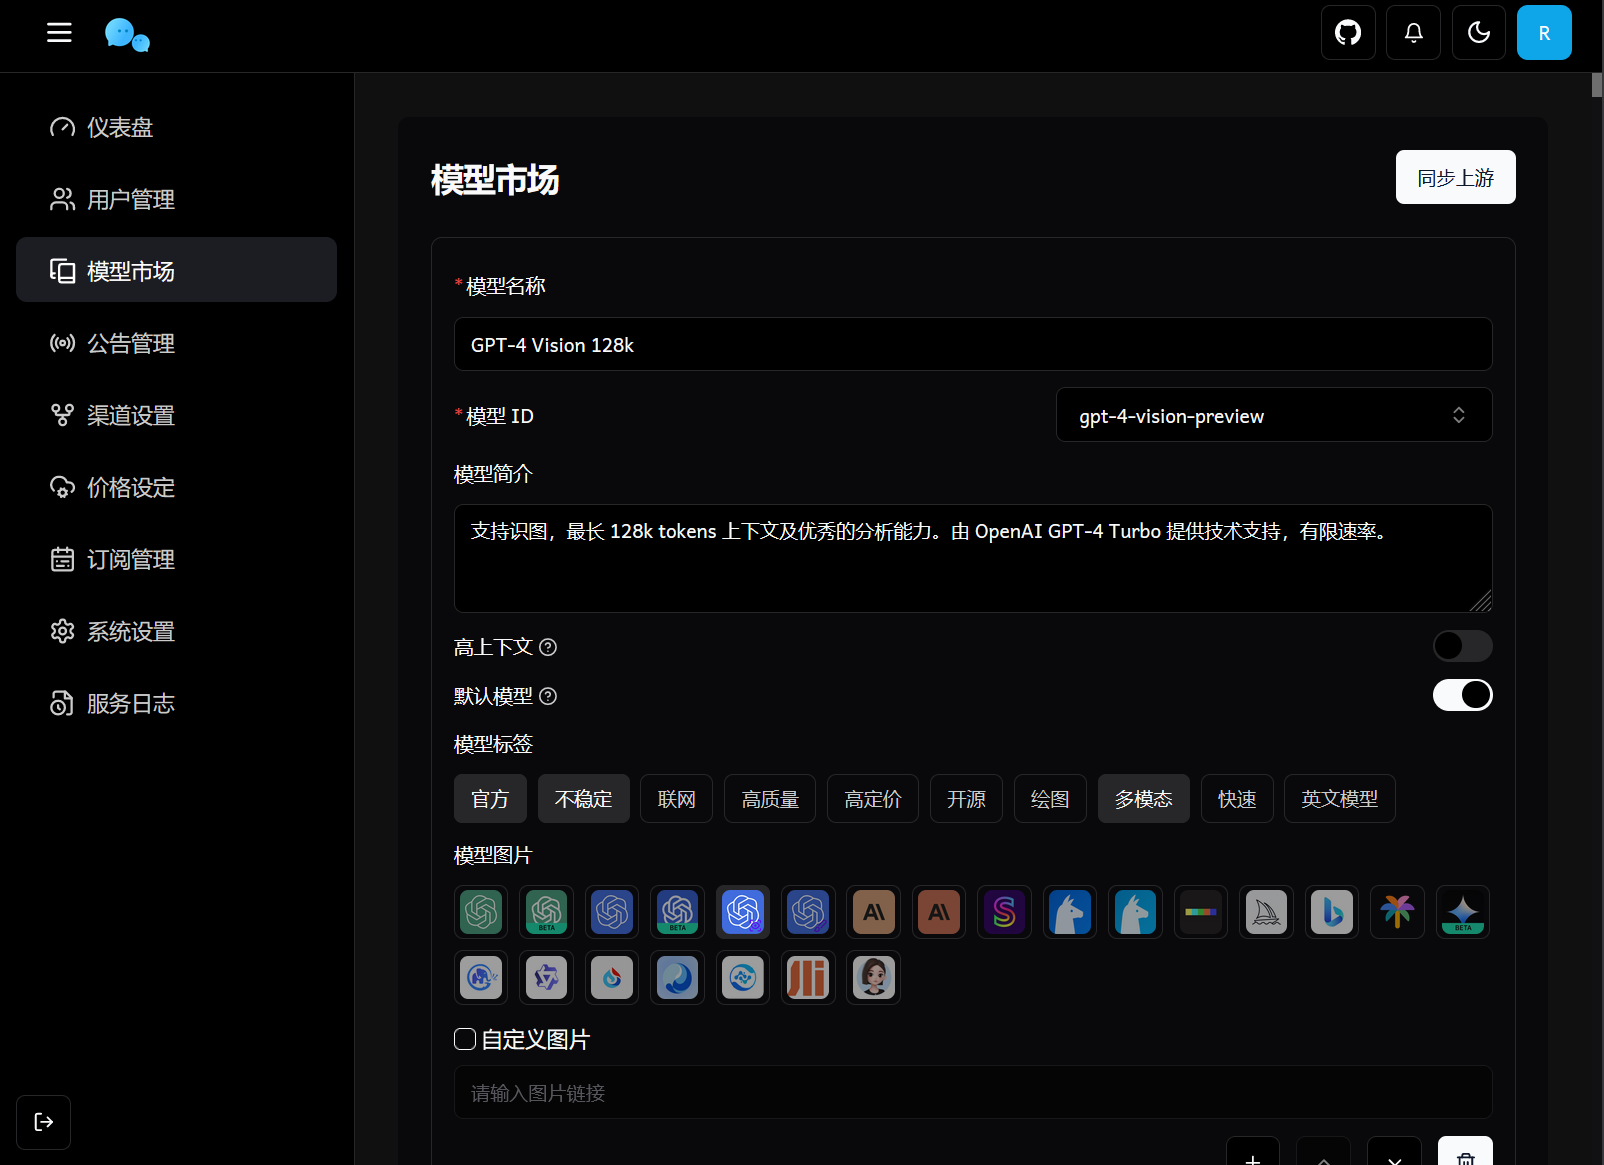 R
仪表盘
用户管理
模型市场
公告管理
渠道设置
价格设定
订阅管理
系统设置
服务日志
模型市场
同步上游
*模型名称
GPT-4 Vision 128k
*模型 ID
gpt-4-vision-preview
模型简介
支持识图，最长 128k tokens 上下文及优秀的分析能力。由 OpenAI GPT-4 Turbo 提供技术支持，有限速率。
高上下文
默认模型
模型标签
官方 不稳定 联网 高质量 高定价 开源 绘图 多模态 快速 英文模型
模型图片
BETA BETA BETA
自定义图片
请输入图片链接